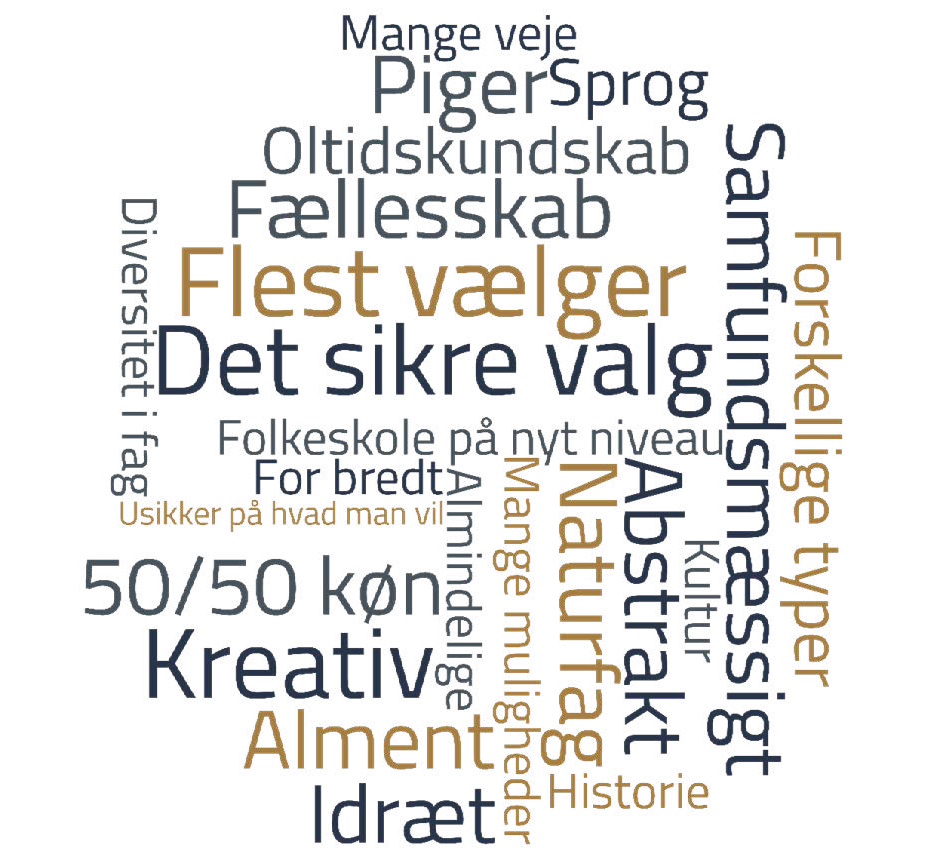 Mange veje
Piger
Sprog
Oltidskundskab
Fællesskab
Flest vælger
Det sikre valg
Folkeskole på nyt niveau
For bredt
Usikker på hvad man vil
50/50 køn
Kreativ
Alment
Idræt
Historie
Diversitet i fag
Almindelige
Mange muligheder
Naturfag
Abstrakt
Kultur
Samfundsmæssigt
Forskellige typer